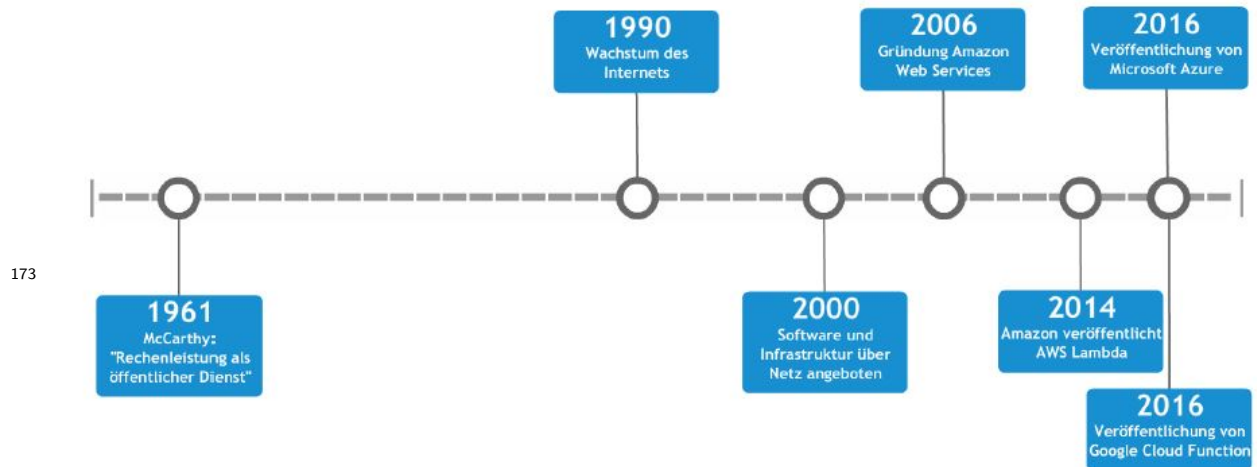 1990
Wachstum des
Internets
2006
Gründung Amazon
Web Services
2016
Veröffentlichung von
Microsoft Azure
173
1961
McCarthy:
"Rechenleistung als
öffentlicher Dienst"
2000
Software und
Infrastruktur über
Netz angeboten
2014
Amazon veröffentlicht
AWS Lambda
2016
Veröffentlichung von
Google Cloud Function